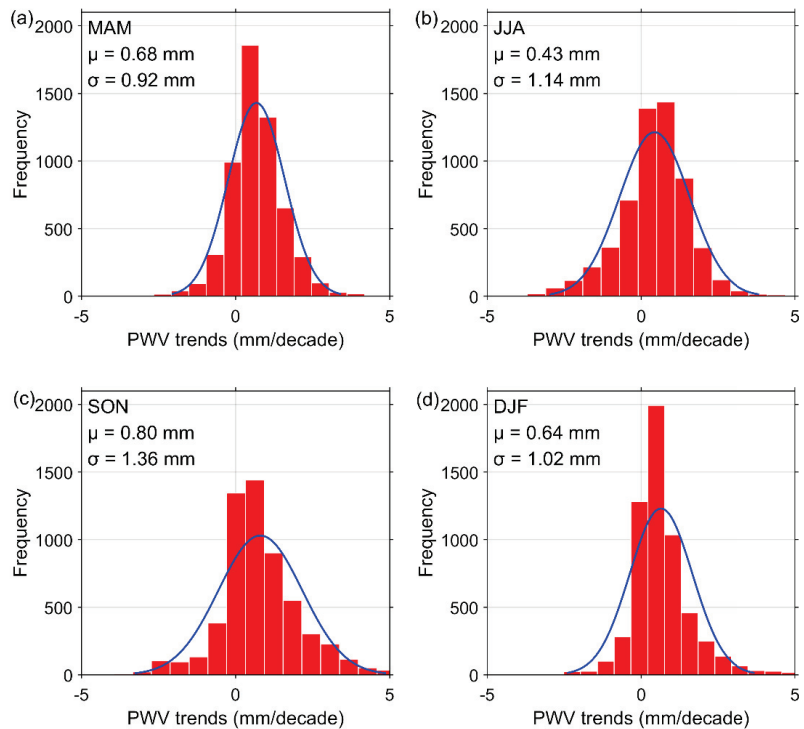 (a)
MAM
μ = 0.68 mm
σ = 0.92 mm
2000
1500
1000
500
0
Frequency
-5
0
5
PWV trends (mm/decade)
(b)
JJA
μ = 0.43 mm
σ = 1.14 mm
2000
1500
1000
500
0
Frequency
-5
0
5
PWV trends (mm/decade)
(c)
SON
μ = 0.80 mm
σ = 1.36 mm
2000
1500
1000
500
0
Frequency
-5
0
5
PWV trends (mm/decade)
(d)
DJF
μ = 0.64 mm
σ = 1.02 mm
2000
1500
1000
500
0
Frequency
-5
0
5
PWV trends (mm/decade)